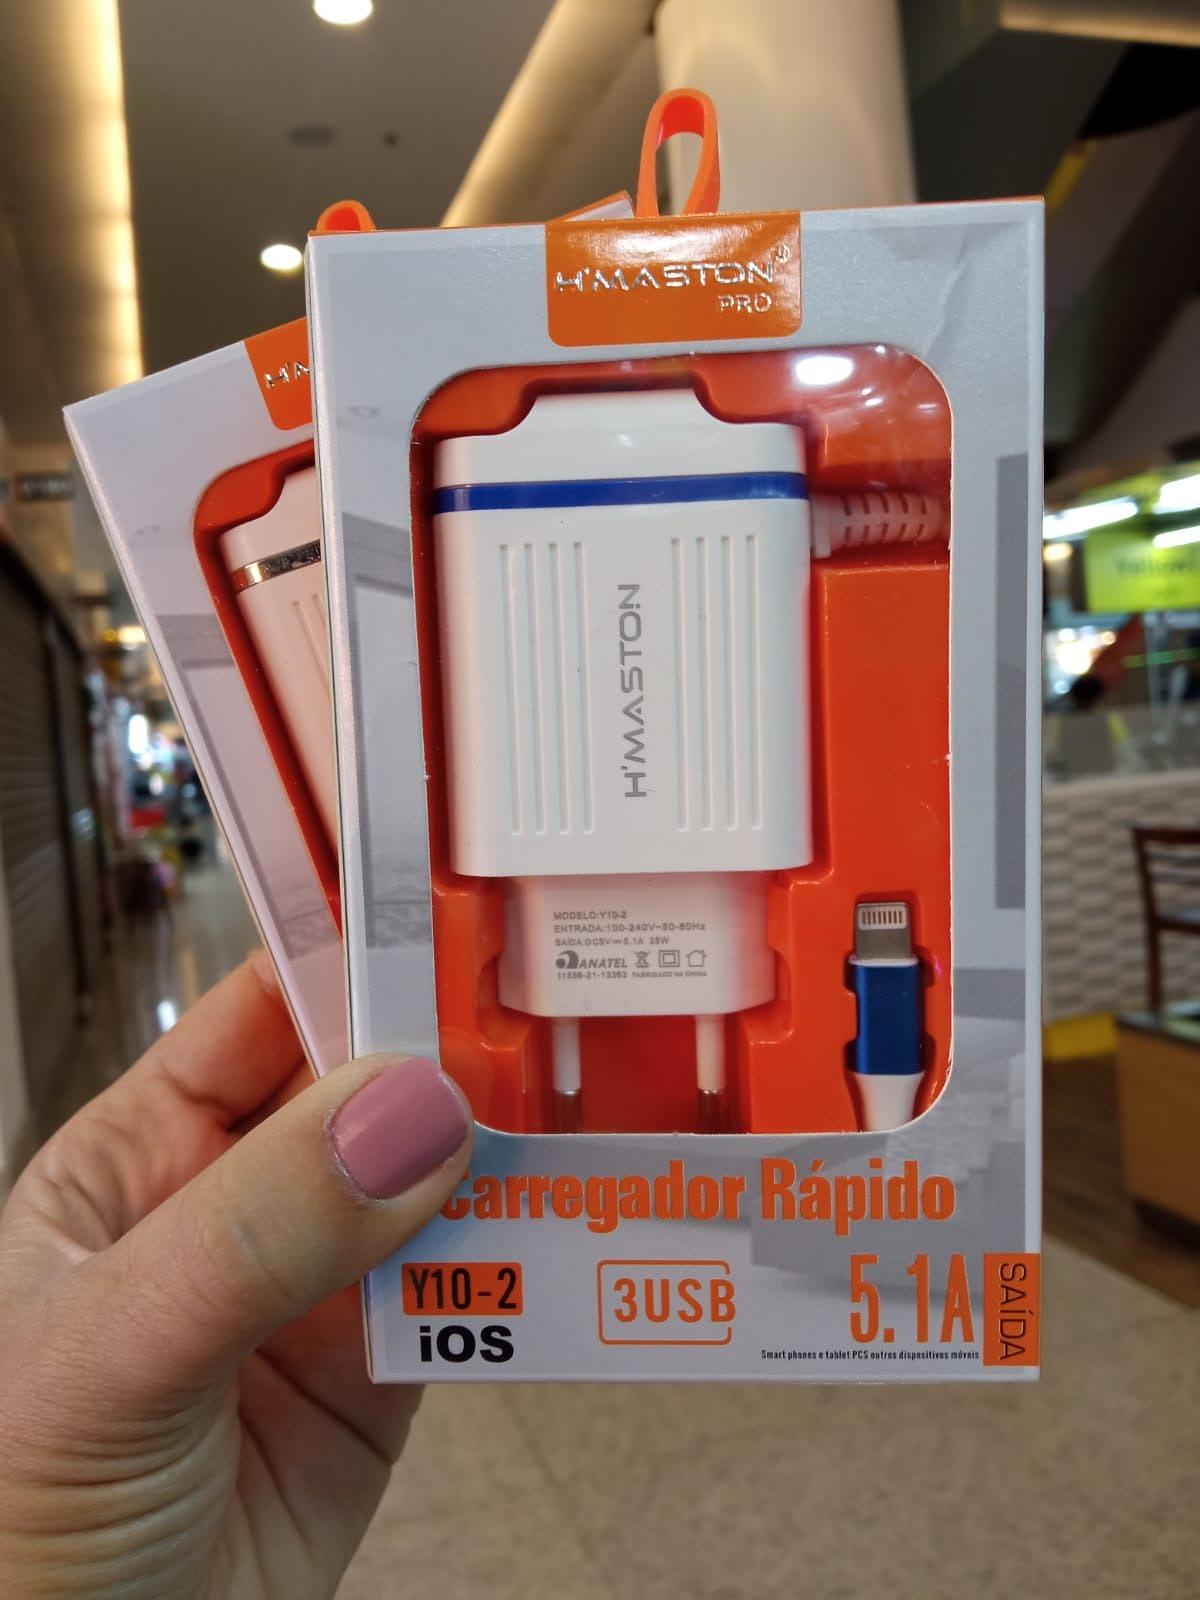 H'MASTON®
PRO
H'MASTON
MODELO:Y10-2
ENTRADA:100-240V~50-60Hz
SAÍDA:DC5V⎓5.1A 25W
ANATEL
11556-21-13363 FABRICADO NA CHINA
Carregador Rápido
Y10-2
iOS
3USB
5.1A
SAÍDA
Smart phones e tablet PCS outros dispositivos móveis